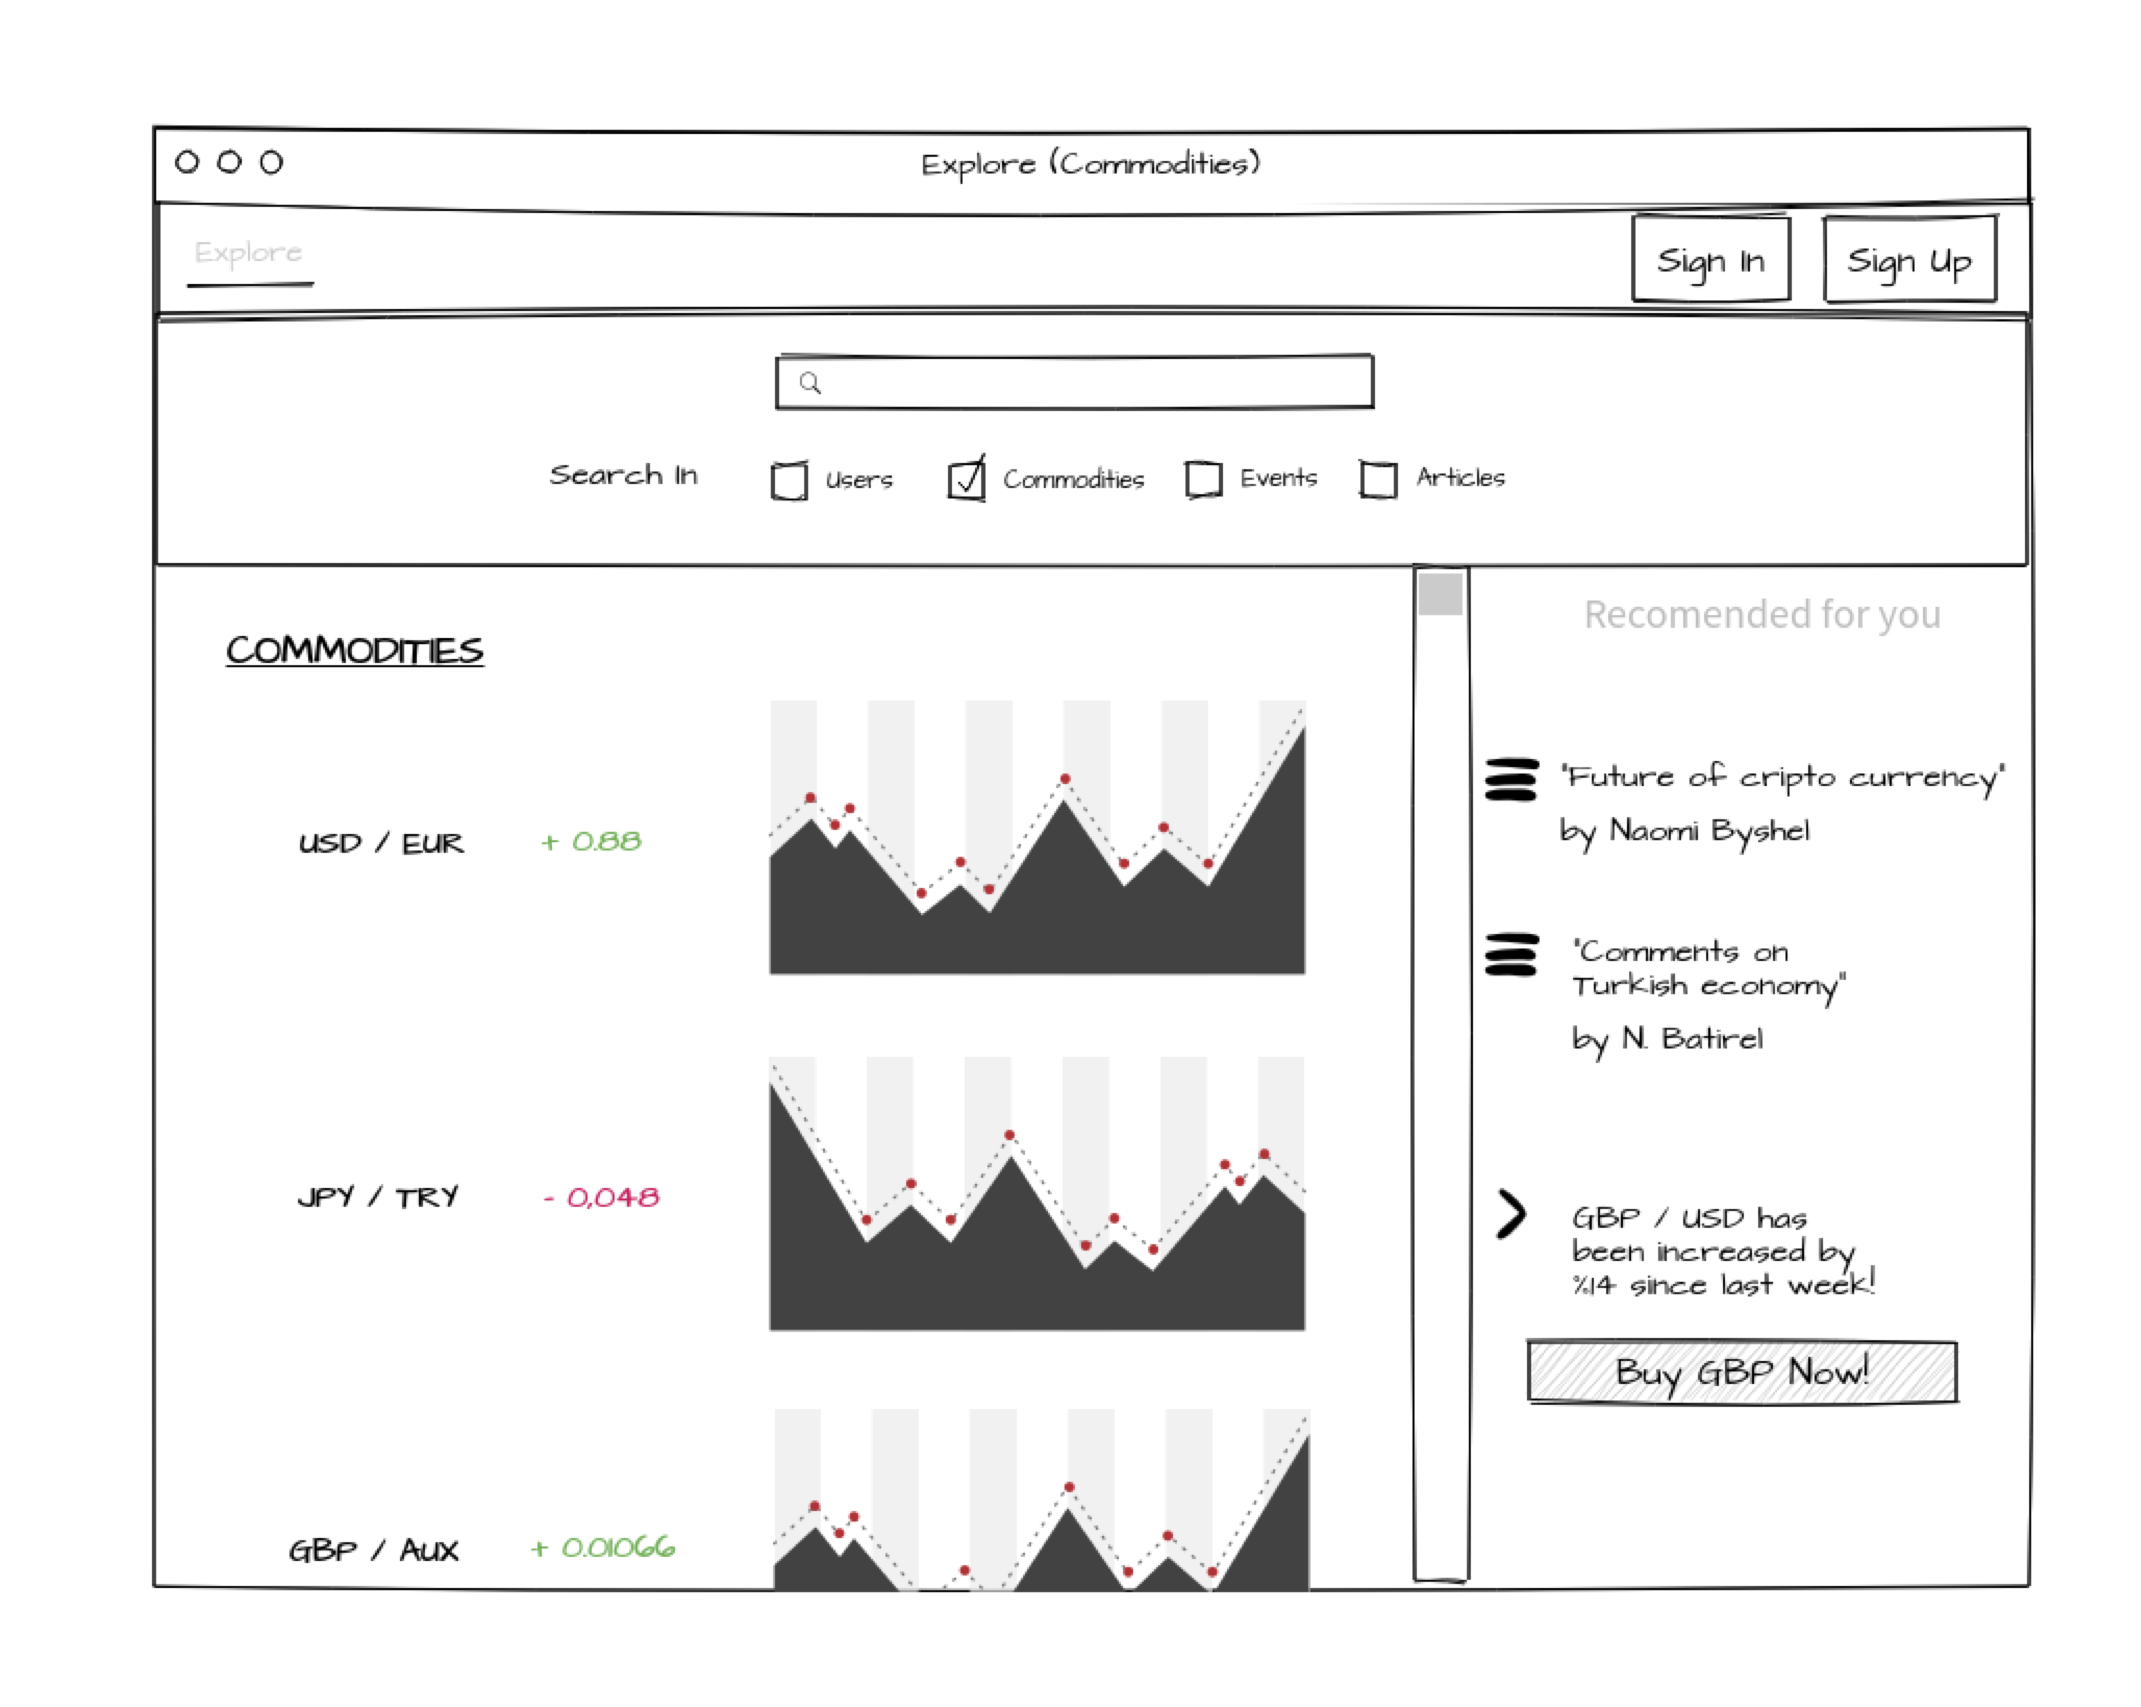 Explore (Commodities)
Explore
Sign In
Sign Up
Search In
Users
Commodities
Events
Articles
COMMODITIES
USD / EUR + 0.88
JPY / TRY - 0,048
GBP / AUX + 0.01066
Recomended for you
"Future of cripto currency"
by Naomi Byshel
"Comments on
Turkish economy"
by N. Batirel
GBP / USD has
been increased by
%14 since last week!
Buy GBP Now!